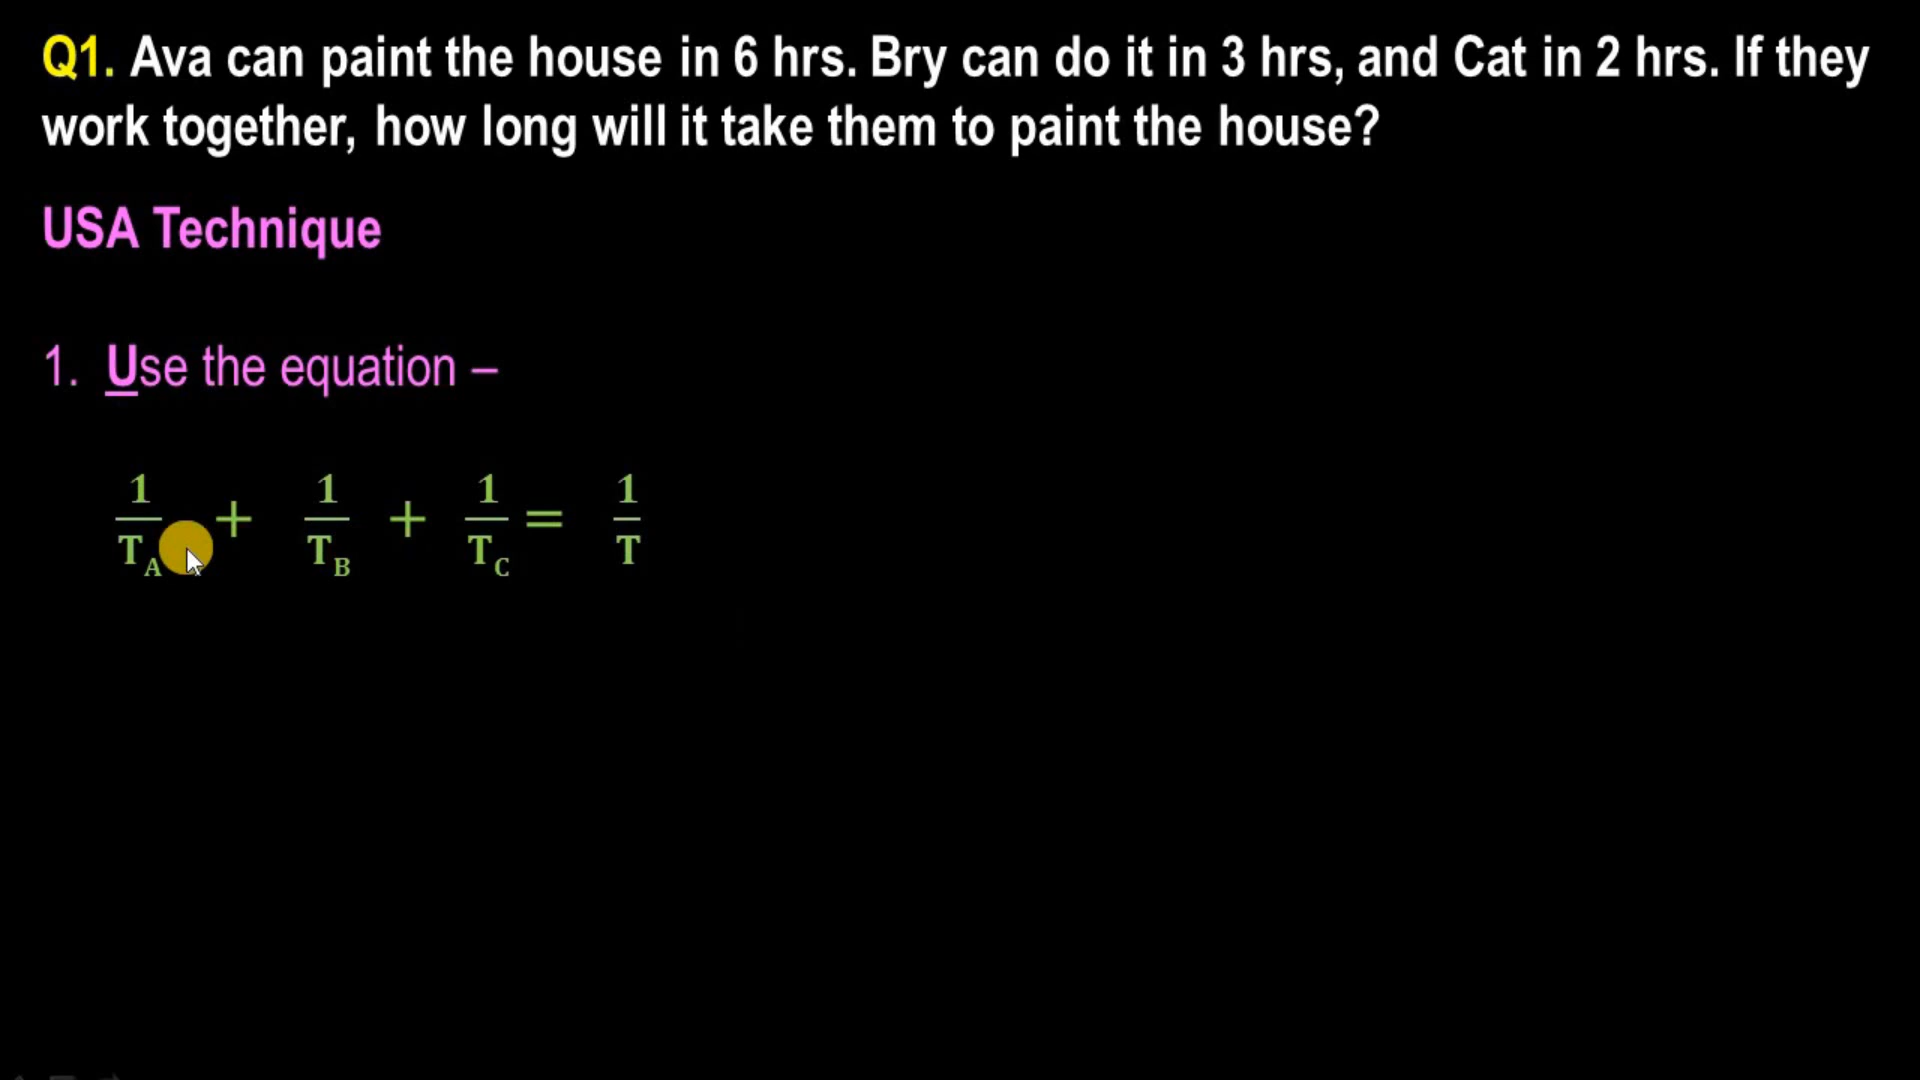 Q1. Ava can paint the house in 6 hrs. Bry can do it in 3 hrs, and Cat in 2 hrs. If they
work together, how long will it take them to paint the house?
USA Technique
1. Use the equation –
1/T_A + 1/T_B + 1/T_C = 1/T